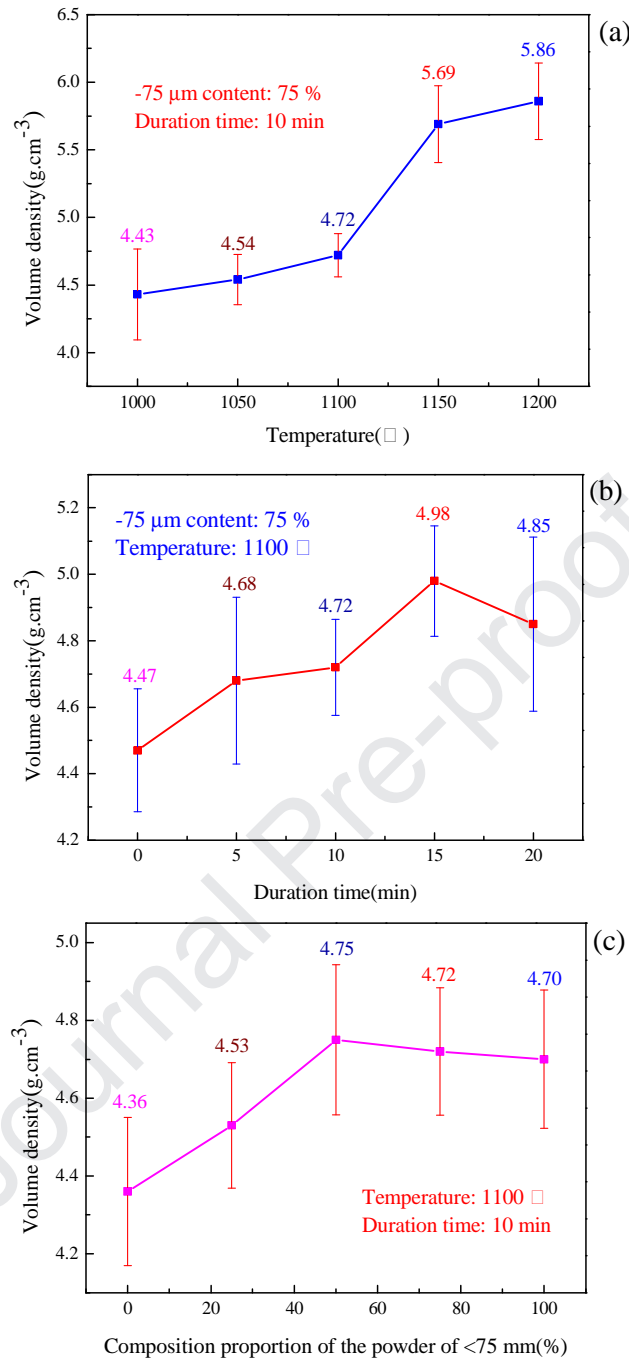 (a)
6.5
6.0
5.5
5.0
4.5
4.0
Volume density(g.cm-3)
-75 μm content: 75 %
Duration time: 10 min
4.43
4.54
4.72
5.69
5.86
1000 1050 1100 1150 1200
Temperature(□ )
(b)
5.2
5.0
4.8
4.6
4.4
4.2
Volume density(g.cm-3)
-75 μm content: 75 %
Temperature: 1100 □
4.47
4.68
4.72
4.98
4.85
0 5 10 15 20
Duration time(min)
(c)
5.0
4.8
4.6
4.4
4.2
Volume density(g.cm-3)
4.36
4.53
4.75
4.72
4.70
Temperature: 1100 □
Duration time: 10 min
0 20 40 60 80 100
Composition proportion of the powder of <75 mm(%)
Journal Pre-proof